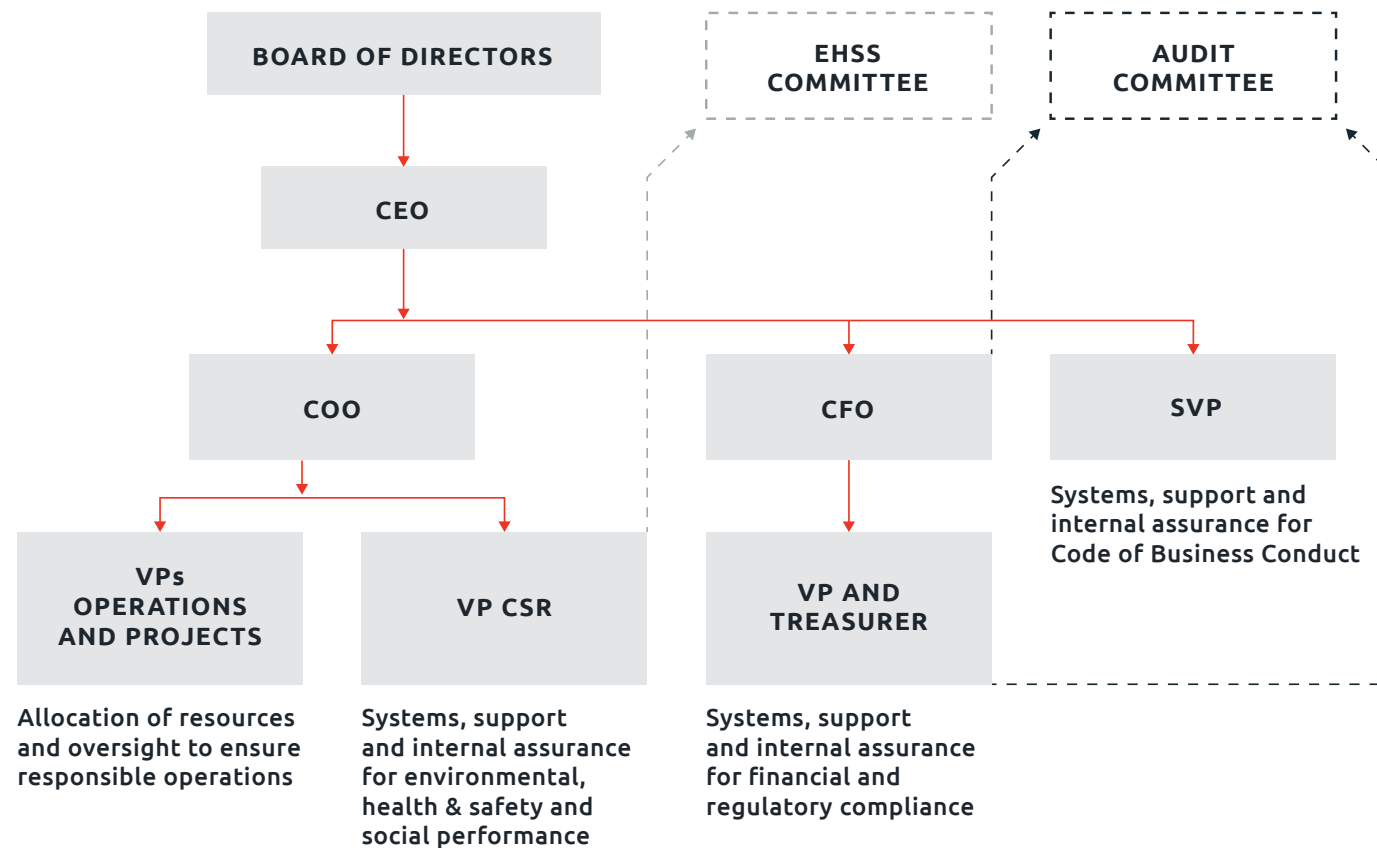 BOARD OF DIRECTORS
EHSS
COMMITTEE
AUDIT
COMMITTEE
CEO
COO
CFO
SVP
Systems, support and
internal assurance for
Code of Business Conduct
VPs
OPERATIONS
AND PROJECTS
VP CSR
VP AND
TREASURER
Allocation of resources
and oversight to ensure
responsible operations
Systems, support
and internal assurance
for environmental,
health & safety and
social performance
Systems, support
and internal assurance
for financial and
regulatory compliance